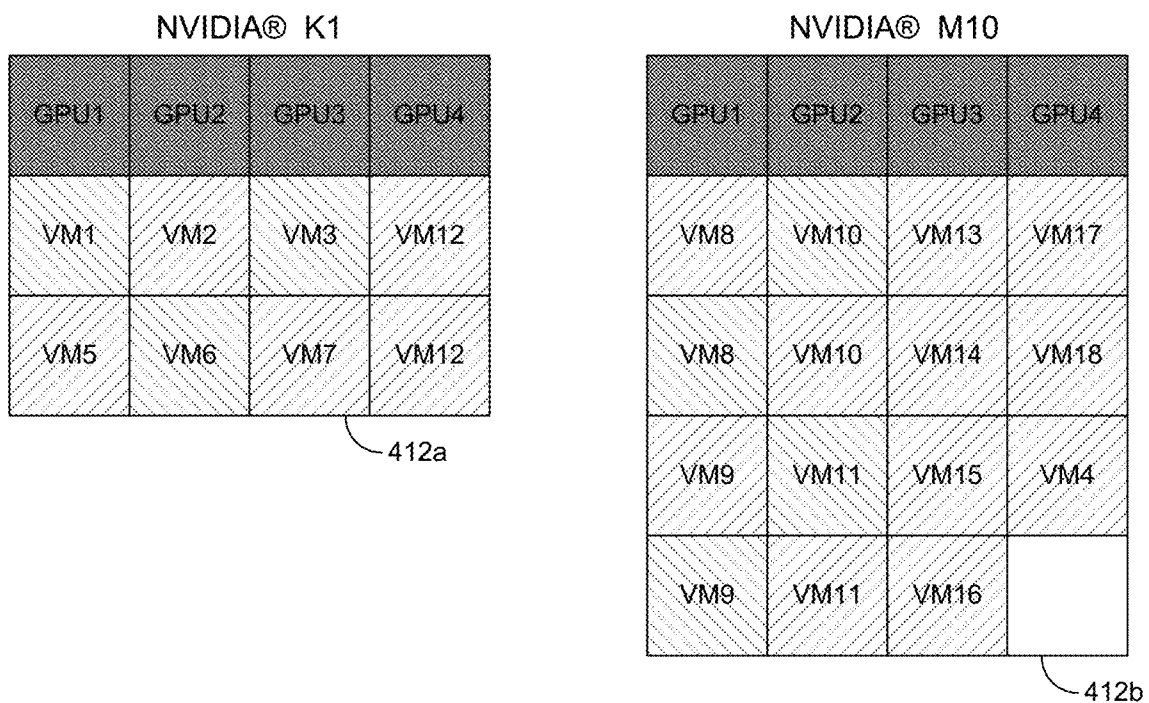 NVIDIA® K1
GPU1 GPU2 GPU3 GPU4
VM1 VM2 VM3 VM12
VM5 VM6 VM7 VM12
412a
NVIDIA® M10
GPU1 GPU2 GPU3 GPU4
VM8 VM10 VM13 VM17
VM8 VM10 VM14 VM18
VM9 VM11 VM15 VM4
VM9 VM11 VM16
412b